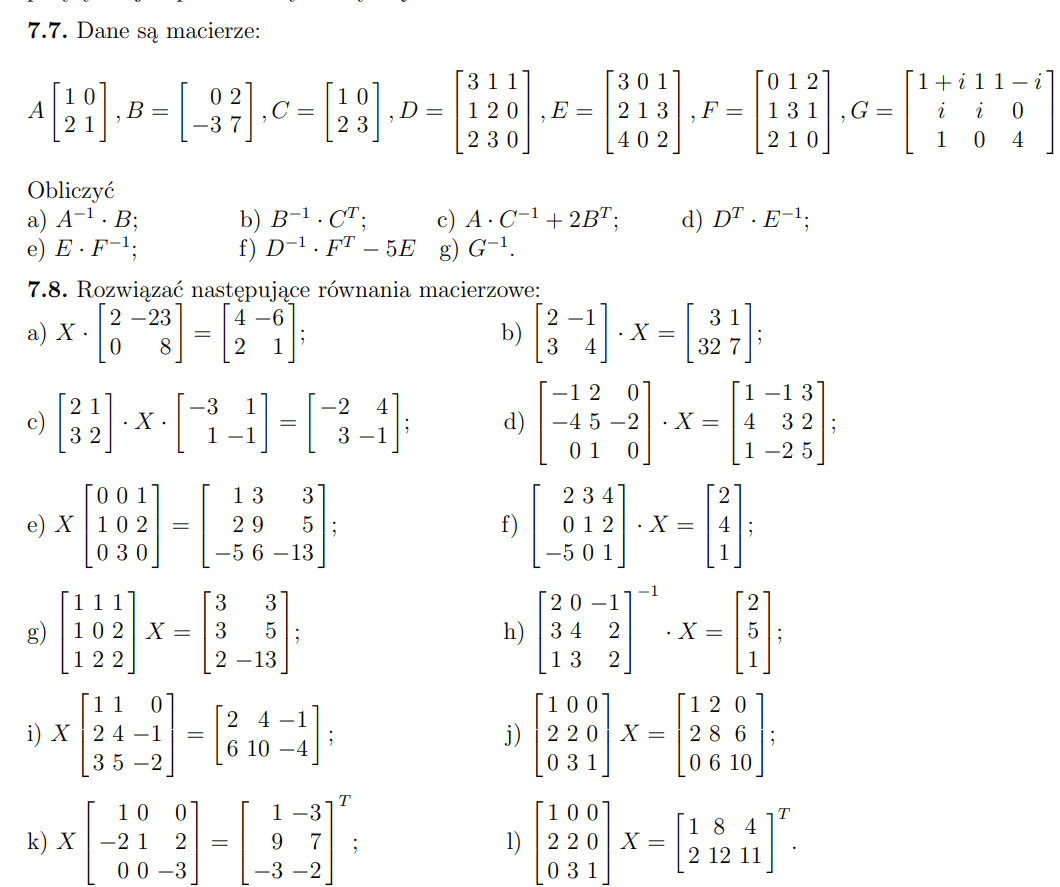 7.7. Dane są macierze:
A [1 0; 2 1], B = [0 2; −3 7], C = [1 0; 2 3], D = [3 1 1; 1 2 0; 2 3 0], E = [3 0 1; 2 1 3; 4 0 2], F = [0 1 2; 1 3 1; 2 1 0], G = [1 + i 1 1 − i; i i 0; 1 0 4]
Obliczyć
a) A⁻¹ · B; b) B⁻¹ · Cᵀ; c) A · C⁻¹ + 2Bᵀ; d) Dᵀ · E⁻¹;
e) E · F⁻¹; f) D⁻¹ · Fᵀ − 5E g) G⁻¹.
7.8. Rozwiązać następujące równania macierzowe:
a) X · [2 −23; 0 8] = [4 −6; 2 1]; b) [2 −1; 3 4] · X = [3 1; 32 7];
c) [2 1; 3 2] · X · [−3 1; 1 −1] = [−2 4; 3 −1]; d) [−1 2 0; −4 5 −2; 0 1 0] · X = [1 −1 3; 4 3 2; 1 −2 5];
e) X [0 0 1; 1 0 2; 0 3 0] = [1 3 3; 2 9 5; −5 6 −13]; f) [2 3 4; 0 1 2; −5 0 1] · X = [2; 4; 1];
g) [1 1 1; 1 0 2; 1 2 2] X = [3 3; 3 5; 2 −13]; h) [2 0 −1; 3 4 2; 1 3 2]⁻¹ · X = [2; 5; 1];
i) X [1 1 0; 2 4 −1; 3 5 −2] = [2 4 −1; 6 10 −4]; j) [1 0 0; 2 2 0; 0 3 1] X = [1 2 0; 2 8 6; 0 6 10];
k) X [1 0 0; −2 1 2; 0 0 −3] = [1 −3; 9 7; −3 −2]ᵀ; l) [1 0 0; 2 2 0; 0 3 1] X = [1 8 4; 2 12 11]ᵀ.